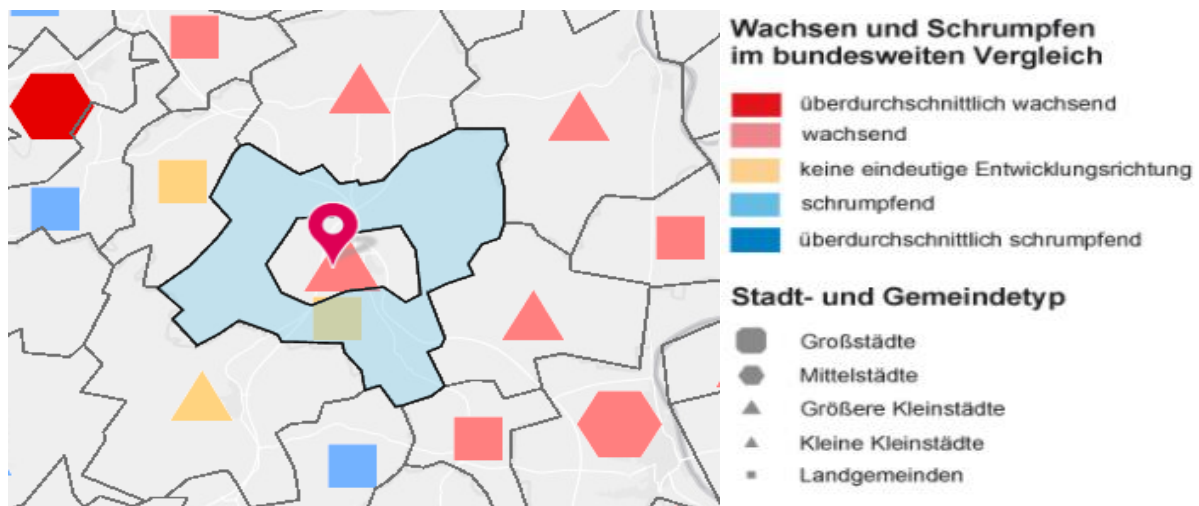 Wachsen und Schrumpfen
im bundesweiten Vergleich
überdurchschnittlich wachsend
wachsend
keine eindeutige Entwicklungsrichtung
schrumpfend
überdurchschnittlich schrumpfend
Stadt- und Gemeindetyp
Großstädte
Mittelstädte
Größere Kleinstädte
Kleine Kleinstädte
Landgemeinden